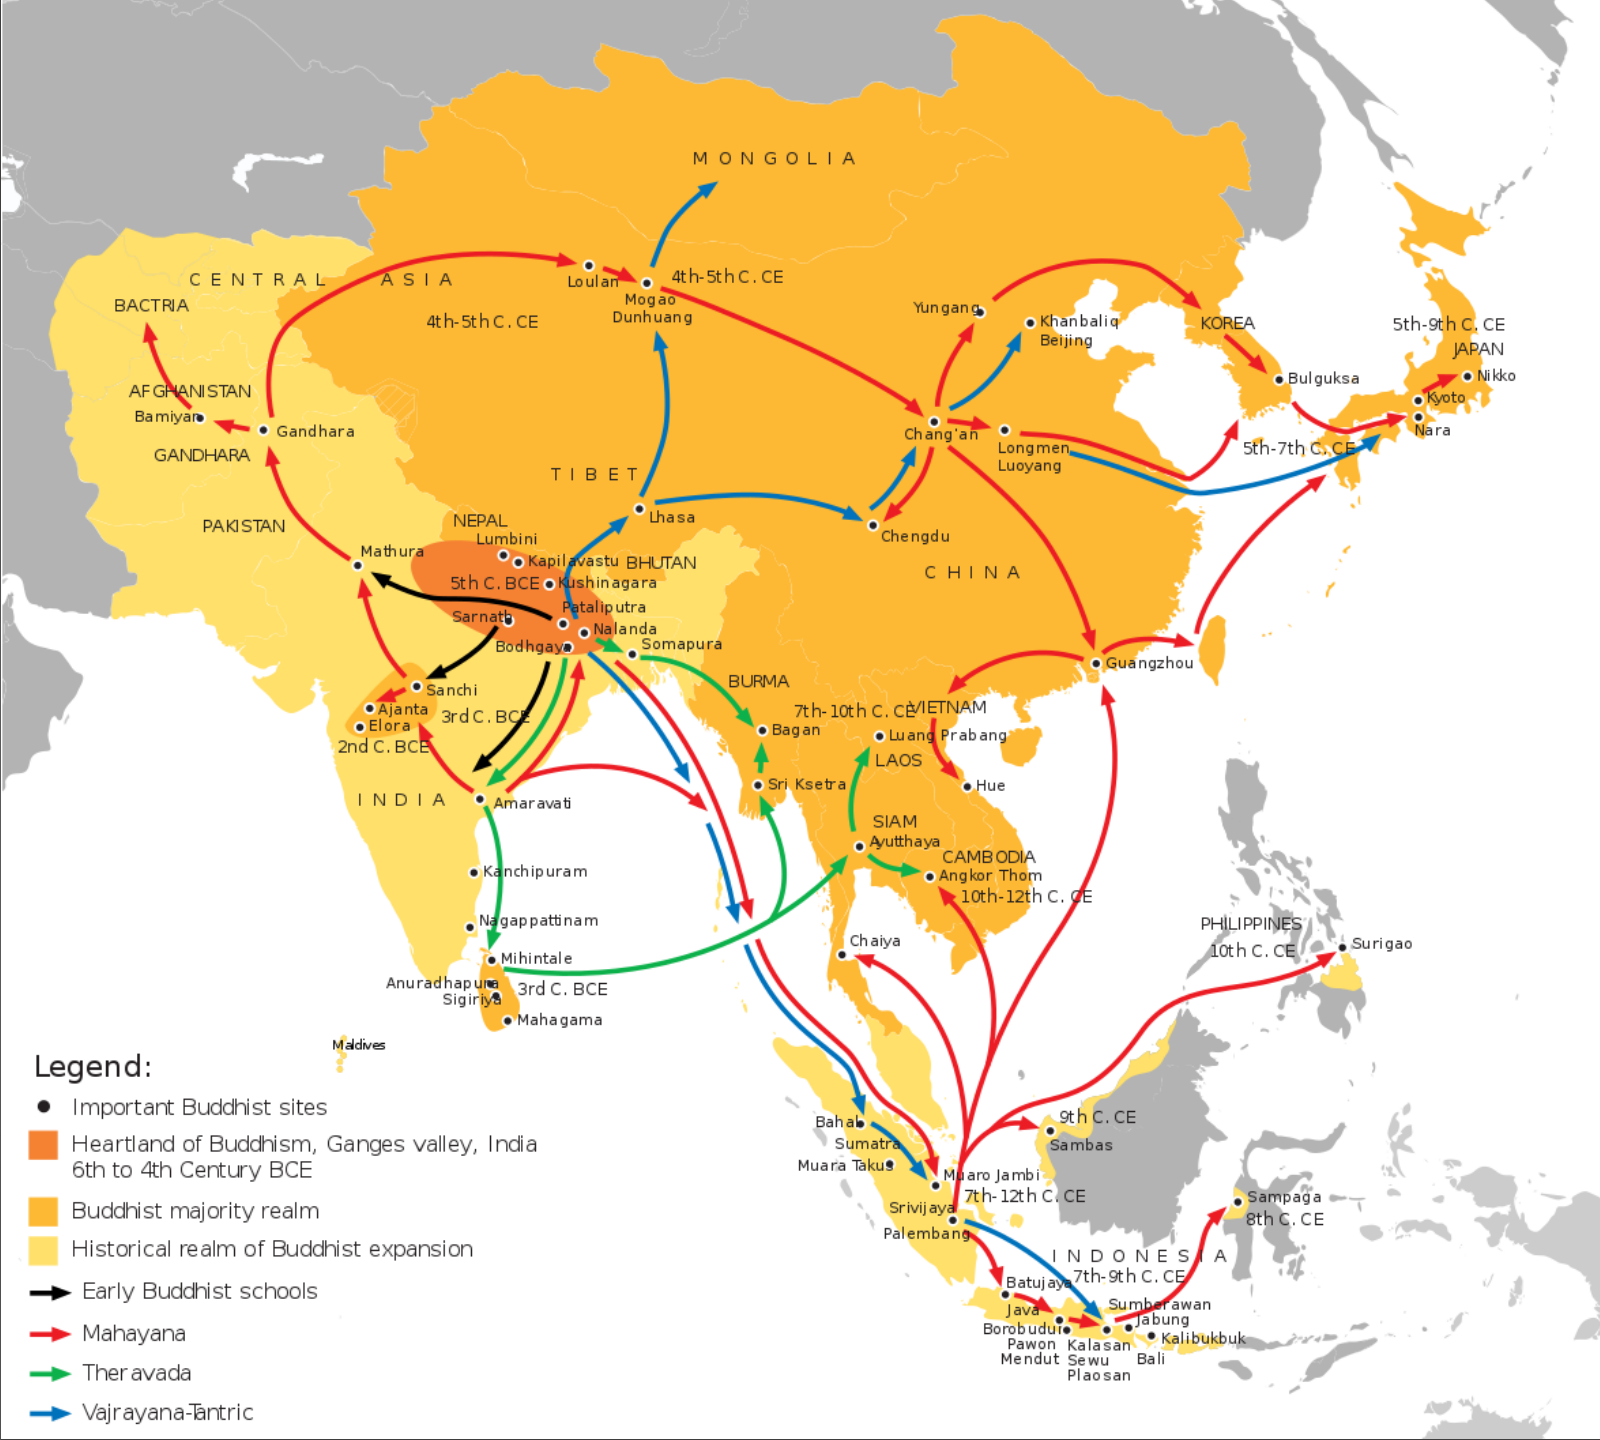 MONGOLIA
CENTRAL ASIA
BACTRIA
Loulan
4th-5th C. CE
Mogao
Dunhuang
4th-5th C. CE
Yungang
Khanbaliq
Beijing
KOREA
5th-9th C. CE
JAPAN
Nikko
Bulguksa
Kyoto
Nara
5th-7th C. CE
AFGHANISTAN
Bamiyan
Gandhara
GANDHARA
Chang'an
Longmen
Luoyang
TIBET
PAKISTAN
NEPAL
Lumbini
Lhasa
Chengdu
Mathura
Kapilavastu
BHUTAN
5th C. BCE
Kushinagara
CHINA
Pataliputra
Sarnath
Nalanda
Bodhgaya
Somapura
Guangzhou
Sanchi
BURMA
Ajanta
3rd C. BCE
7th-10th C. CE
VIETNAM
Elora
2nd C. BCE
Bagan
Luang Prabang
LAOS
Sri Ksetra
Hue
INDIA
Amaravati
SIAM
Ayutthaya
CAMBODIA
Angkor Thom
10th-12th C. CE
Kanchipuram
Nagappattinam
PHILIPPINES
10th C. CE
Surigao
Chaiya
Mihintale
Anuradhapura
3rd C. BCE
Sigiriya
Mahagama
Maldives
Bahal
Sumatra
Muara Takus
Muaro Jambi
7th-12th C. CE
9th C. CE
Sambas
Srivijaya
Palembang
Sampaga
8th C. CE
INDONESIA
7th-9th C. CE
Batujaya
Java
Sumberawan
Jabung
Borobudur
Kalibukbuk
Pawon
Kalasan
Mendut
Sewu
Bali
Plaosan
Legend:
Important Buddhist sites
Heartland of Buddhism, Ganges valley, India
6th to 4th Century BCE
Buddhist majority realm
Historical realm of Buddhist expansion
Early Buddhist schools
Mahayana
Theravada
Vajrayana-Tantric